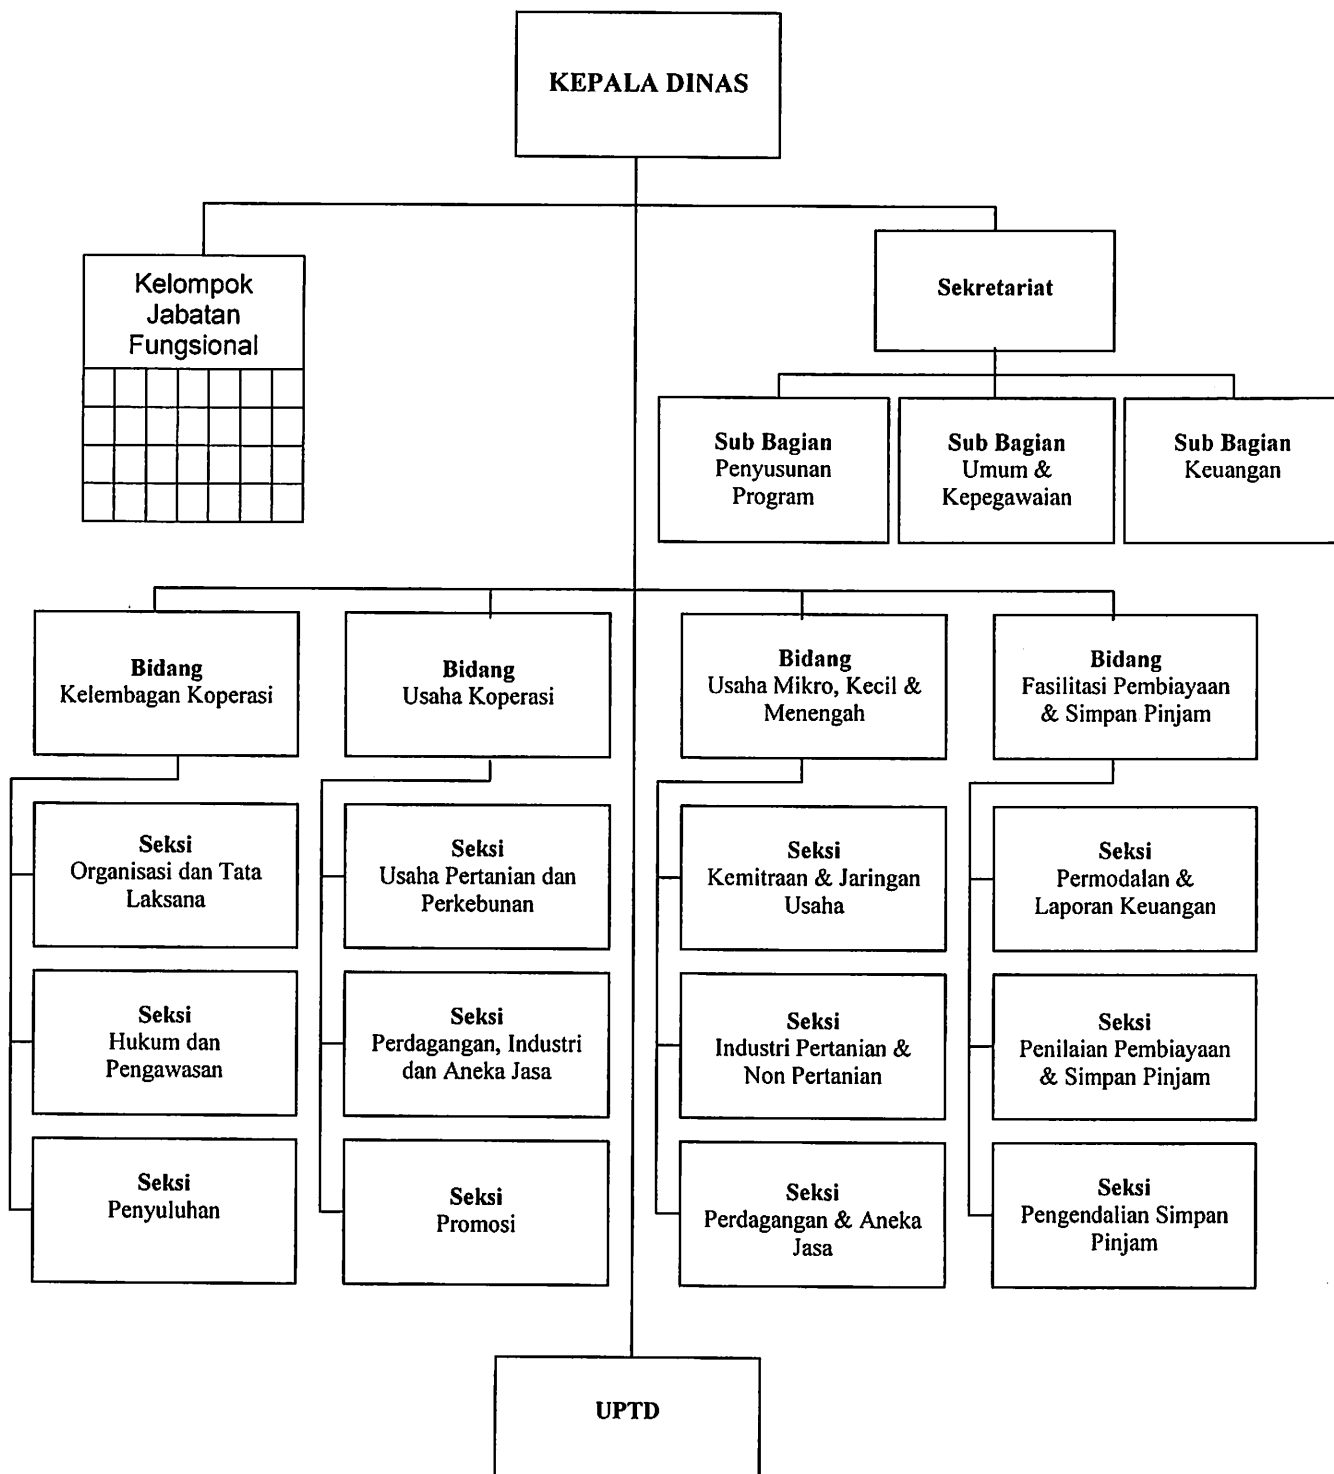 KEPALA DINAS
Kelompok
Jabatan
Fungsional
Sekretariat
Sub Bagian
Penyusunan
Program
Sub Bagian
Umum &
Kepegawaian
Sub Bagian
Keuangan
Bidang
Kelembagan Koperasi
Bidang
Usaha Koperasi
Bidang
Usaha Mikro, Kecil &
Menengah
Bidang
Fasilitasi Pembiayaan
& Simpan Pinjam
Seksi
Organisasi dan Tata
Laksana
Seksi
Usaha Pertanian dan
Perkebunan
Seksi
Kemitraan & Jaringan
Usaha
Seksi
Permodalan &
Laporan Keuangan
Seksi
Hukum dan
Pengawasan
Seksi
Perdagangan, Industri
dan Aneka Jasa
Seksi
Industri Pertanian &
Non Pertanian
Seksi
Penilaian Pembiayaan
& Simpan Pinjam
Seksi
Penyuluhan
Seksi
Promosi
Seksi
Perdagangan & Aneka
Jasa
Seksi
Pengendalian Simpan
Pinjam
UPTD